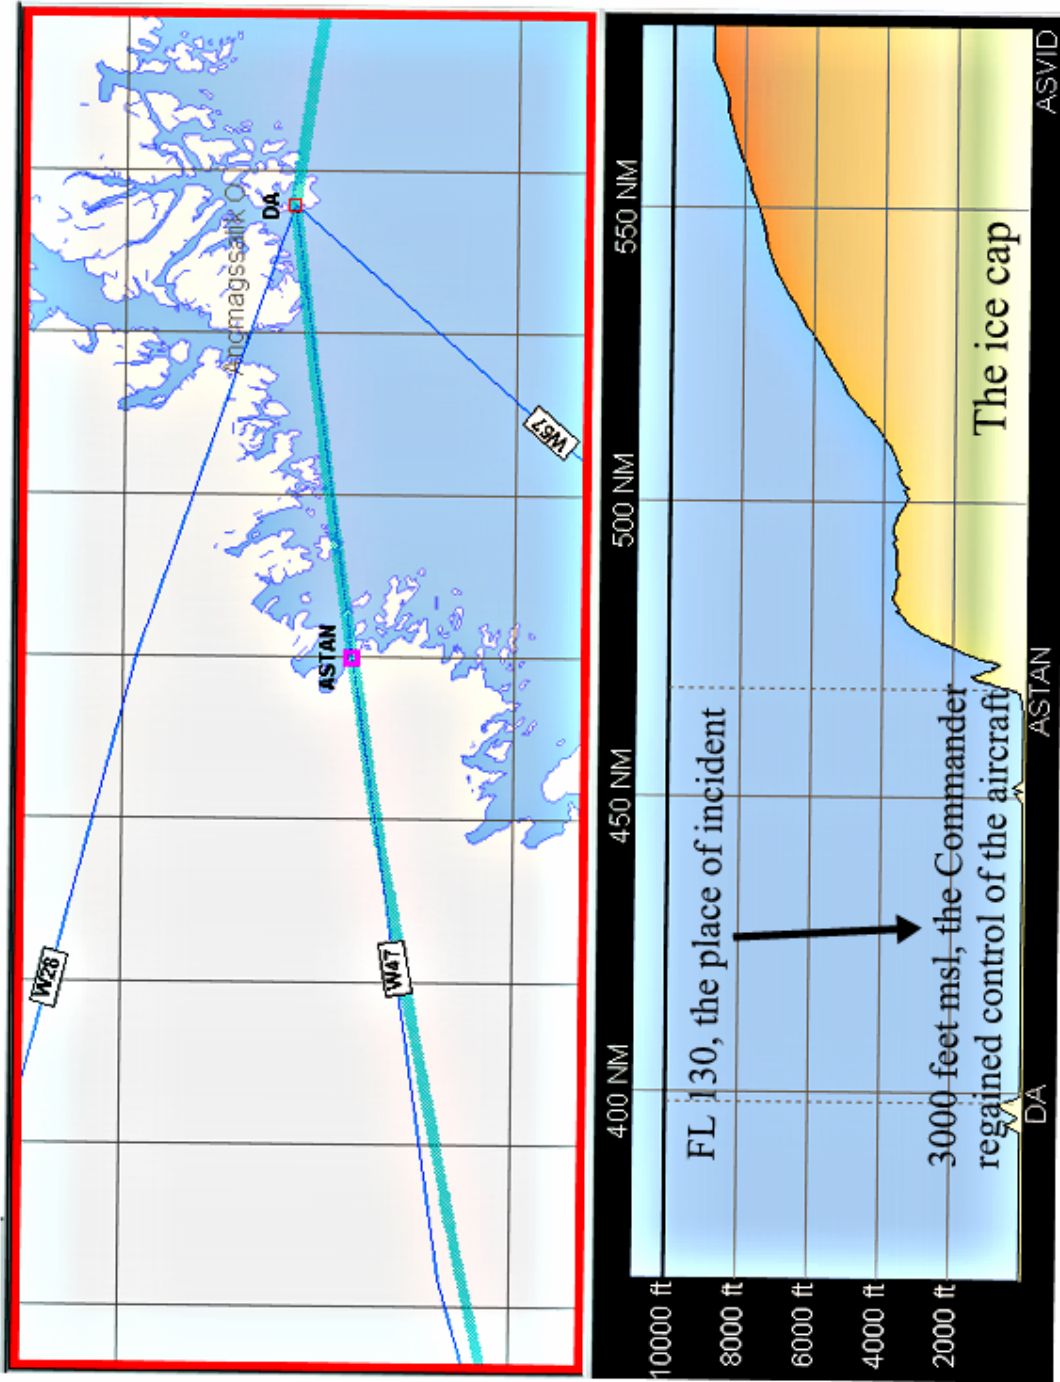 DA
Angmagssalik O
W62
ASTAN
W26
W47
10000 ft
8000 ft
6000 ft
4000 ft
2000 ft
400 NM
450 NM
500 NM
550 NM
FL 130, the place of incident
3000 feet msl, the Commander
regained control of the aircraft
The ice cap
DA
ASTAN
ASVID